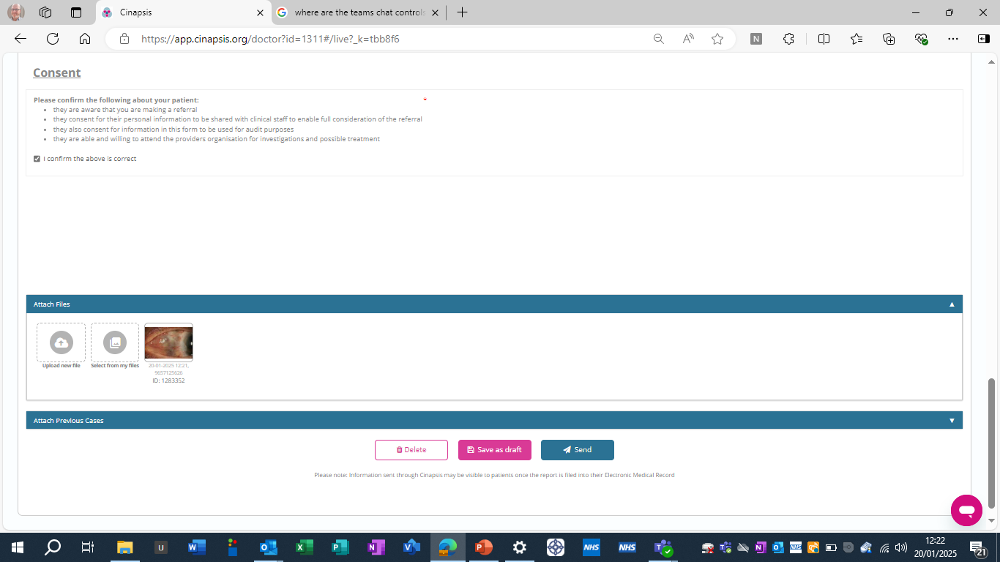 Cinapsis
where are the teams chat controls
https://app.cinapsis.org/doctor?id=1311#/live?_k=tbb8f6
N
Consent
Please confirm the following about your patient: *
they are aware that you are making a referral
they consent for their personal information to be shared with clinical staff to enable full consideration of the referral
they also consent for information in this form to be used for audit purposes
they are able and willing to attend the providers organisation for investigations and possible treatment
I confirm the above is correct
Attach Files
Upload new file
Select from my files
20-01-2025 12:21,
9657125626
ID: 1283352
Attach Previous Cases
Delete
Save as draft
Send
Please note: Information sent through Cinapsis may be visible to patients once the report is filed into their Electronic Medical Record
NHS
NHS
12:22
20/01/2025
21